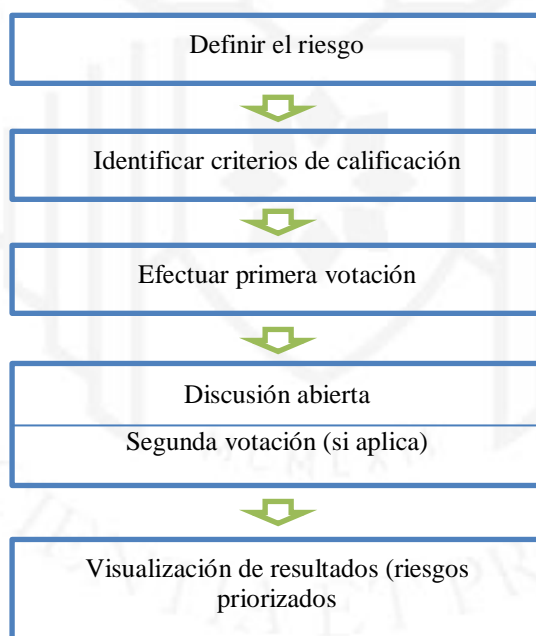 Definir el riesgo
Identificar criterios de calificación
Efectuar primera votación
Discusión abierta
Segunda votación (si aplica)
Visualización de resultados (riesgos
priorizados